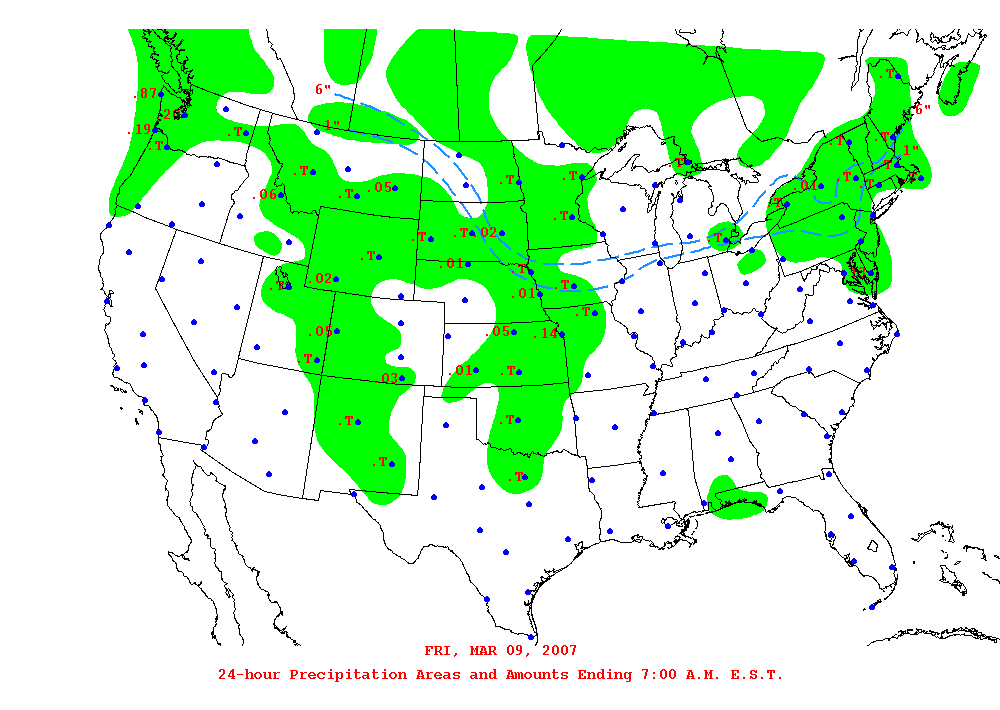 .T
6"
.87
6"
.2
1"
.19
.T
.T
.T
1"
.T
.T
.T
.T
.T
.T
.T
.T
.05
.01
.06
.T
.T
.T
.T
.T
.02
.T
.T
.01
.T
.02
.T
.T
.01
.T
.05
.05
.14
.T
.01
.T
.03
.T
.T
.T
.T
FRI, MAR 09, 2007
24-hour Precipitation Areas and Amounts Ending 7:00 A.M. E.S.T.